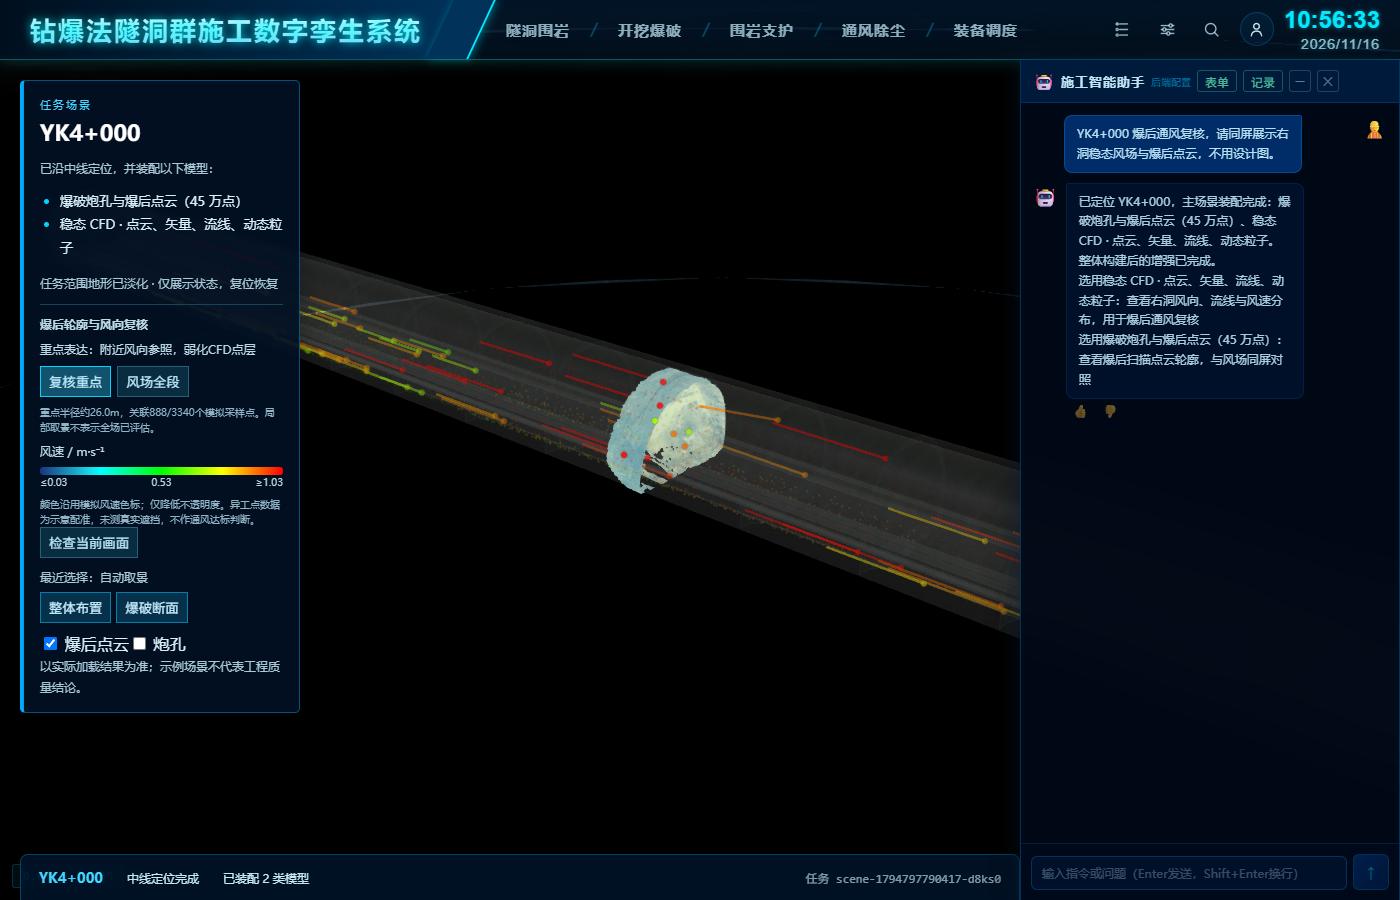 钻爆法隧洞群施工数字孪生系统
隧洞围岩 / 开挖爆破 / 围岩支护 / 通风除尘 / 装备调度
10:56:33
2026/11/16
任务场景
YK4+000
已沿中线定位，并装配以下模型：
爆破炮孔与爆后点云（45 万点）
稳态 CFD · 点云、矢量、流线、动态粒
子
任务范围地形已淡化 · 仅展示状态，复位恢复
爆后轮廓与风向复核
重点表达：附近风向参照，弱化CFD点层
复核重点 风场全段
重点半径约26.0m，关联888/3340个模拟采样点。局
部取景不表示全场已评估。
风速 / m·s⁻¹
≤0.03 0.53 ≥1.03
颜色沿用模拟风速色标；仅降低不透明度。异工点数据
为示意配准，未测真实遮挡，不作通风达标判断。
检查当前画面
最近选择：自动取景
整体布置 爆破断面
爆后点云 炮孔
以实际加载结果为准；示例场景不代表工程质
量结论。
YK4+000 中线定位完成 已装配 2 类模型 任务 scene-1794797790417-d8ks0
施工智能助手 后端配置 表单 记录
YK4+000 爆后通风复核，请同屏展示右
洞稳态风场与爆后点云，不用设计图。
已定位 YK4+000，主场景装配完成：爆
破炮孔与爆后点云（45 万点）、稳态
CFD · 点云、矢量、流线、动态粒子。
整体构建后的增强已完成。
选用稳态 CFD · 点云、矢量、流线、动
态粒子：查看右洞风向、流线与风速分
布，用于爆后通风复核
选用爆破炮孔与爆后点云（45 万点）：
查看爆后扫描点云轮廓，与风场同屏对
照
输入指令或问题（Enter发送，Shift+Enter换行）